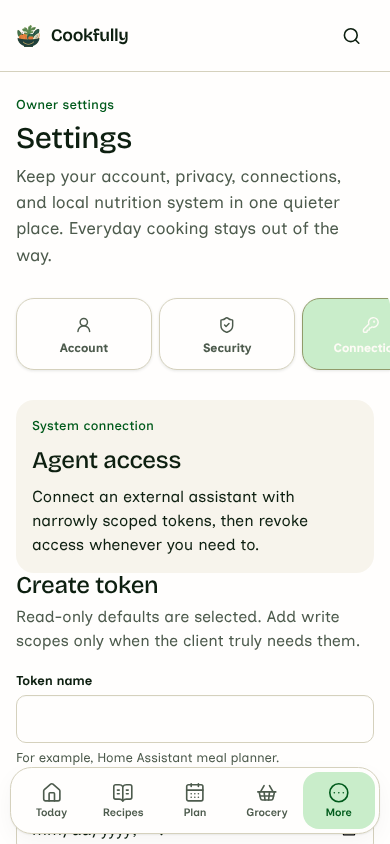 Cookfully
Owner settings
Settings
Keep your account, privacy, connections,
and local nutrition system in one quieter
place. Everyday cooking stays out of the
way.
Account
Security
Connectio
System connection
Agent access
Connect an external assistant with
narrowly scoped tokens, then revoke
access whenever you need to.
Create token
Read-only defaults are selected. Add write
scopes only when the client truly needs them.
Token name
For example, Home Assistant meal planner.
Today
Recipes
Plan
Grocery
More